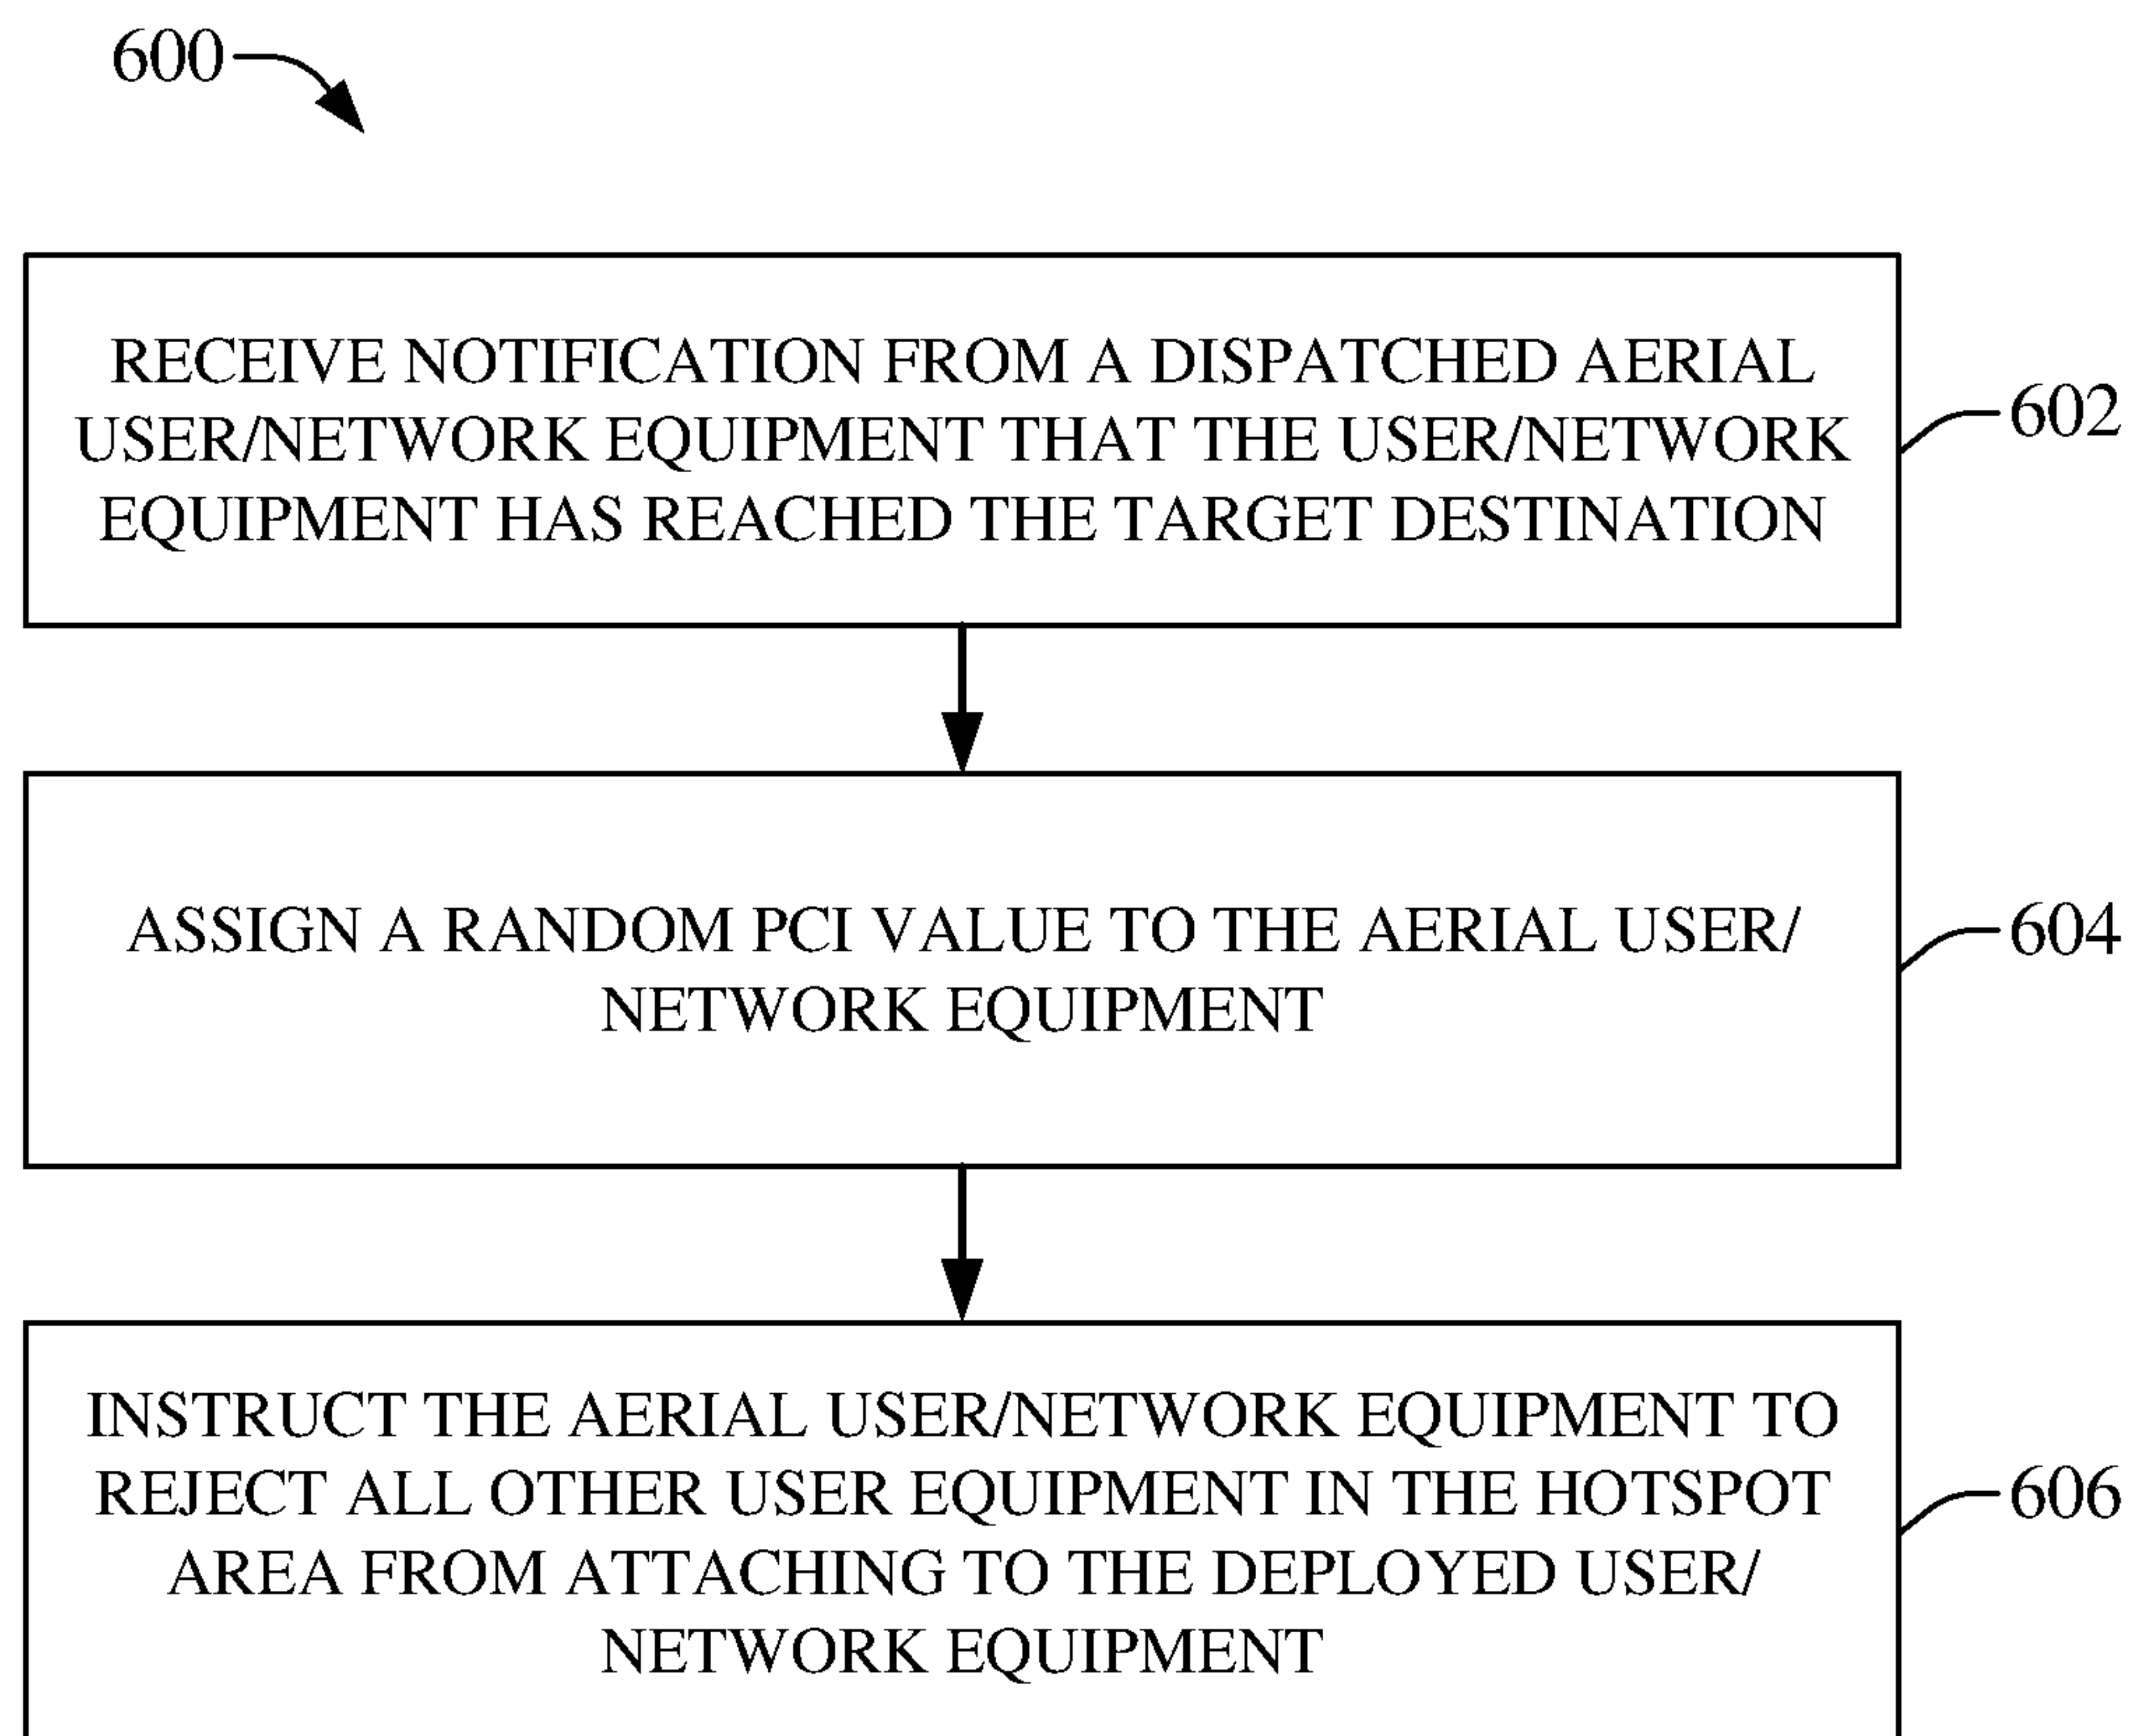 600
RECEIVE NOTIFICATION FROM A DISPATCHED AERIAL
USER/NETWORK EQUIPMENT THAT THE USER/NETWORK
EQUIPMENT HAS REACHED THE TARGET DESTINATION
602
ASSIGN A RANDOM PCI VALUE TO THE AERIAL USER/
NETWORK EQUIPMENT
604
INSTRUCT THE AERIAL USER/NETWORK EQUIPMENT TO
REJECT ALL OTHER USER EQUIPMENT IN THE HOTSPOT
AREA FROM ATTACHING TO THE DEPLOYED USER/
NETWORK EQUIPMENT
606